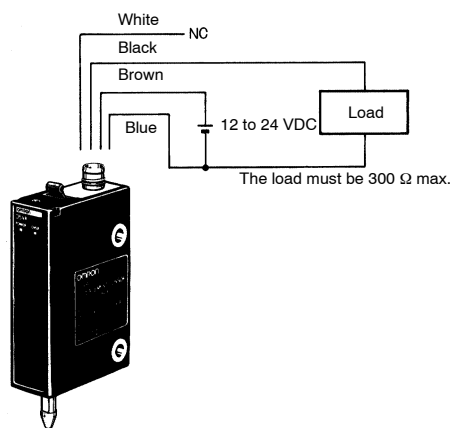 White
NC
Black
Brown
Load
Blue
12 to 24 VDC
The load must be 300 Ω max.
omron